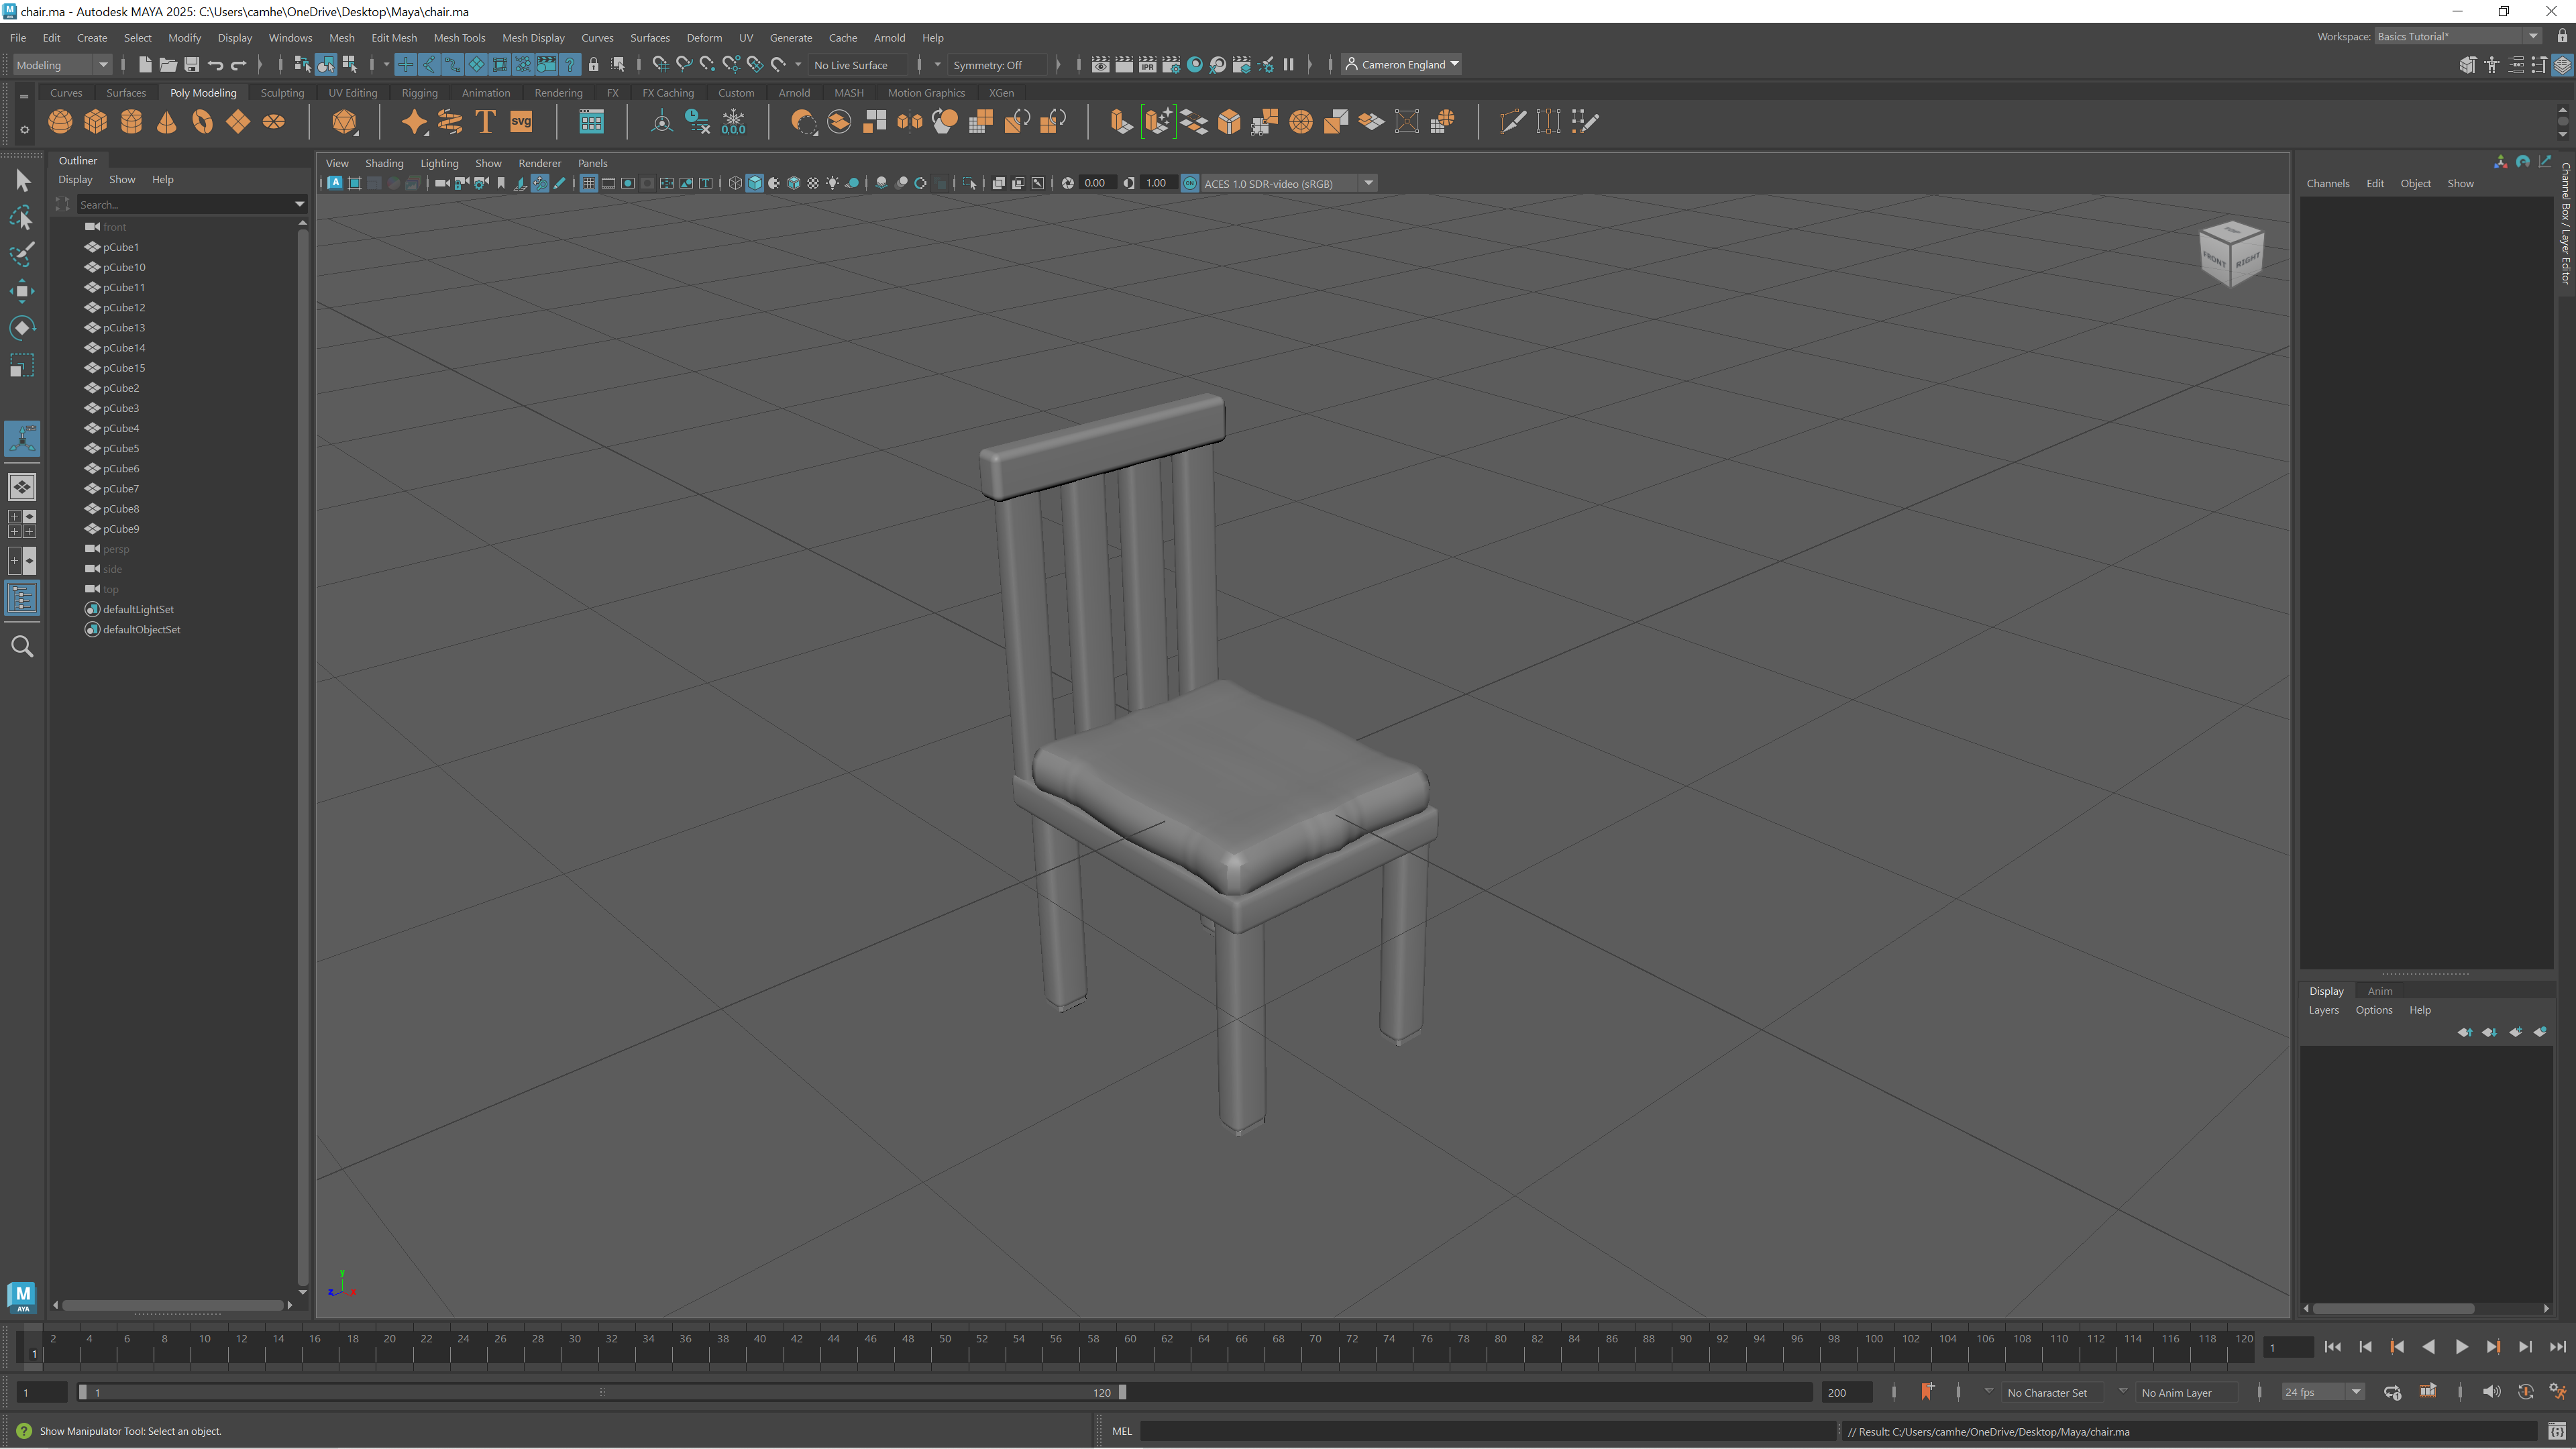 chair.ma - Autodesk MAYA 2025: C:\Users\camhe\OneDrive\Desktop\Maya\chair.ma
File Edit Create Select Modify Display Windows Mesh Edit Mesh Mesh Tools Mesh Display Curves Surfaces Deform UV Generate Cache Arnold Help
Workspace: Basics Tutorial*
Modeling
No Live Surface
Symmetry: Off
IPR
Cameron England
Curves Surfaces Poly Modeling Sculpting UV Editing Rigging Animation Rendering FX FX Caching Custom Arnold MASH Motion Graphics XGen
T SVG 0,0,0
Outliner
Display Show Help
Search...
front
pCube1
pCube10
pCube11
pCube12
pCube13
pCube14
pCube15
pCube2
pCube3
pCube4
pCube5
pCube6
pCube7
pCube8
pCube9
persp
side
top
defaultLightSet
defaultObjectSet
View Shading Lighting Show Renderer Panels
0.00
1.00
ON
ACES 1.0 SDR-video (sRGB)
FRONT RIGHT
y
z x
Channels Edit Object Show
Channel Box / Layer Editor
Display Anim
Layers Options Help
M
AYA
2 4 6 8 10 12 14 16 18 20 22 24 26 28 30 32 34 36 38 40 42 44 46 48 50 52 54 56 58 60 62 64 66 68 70 72 74 76 78 80 82 84 86 88 90 92 94 96 98 100 102 104 106 108 110 112 114 116 118 120
1
1
1
1
120
200
No Character Set
No Anim Layer
24 fps
Show Manipulator Tool: Select an object.
MEL
// Result: C:/Users/camhe/OneDrive/Desktop/Maya/chair.ma